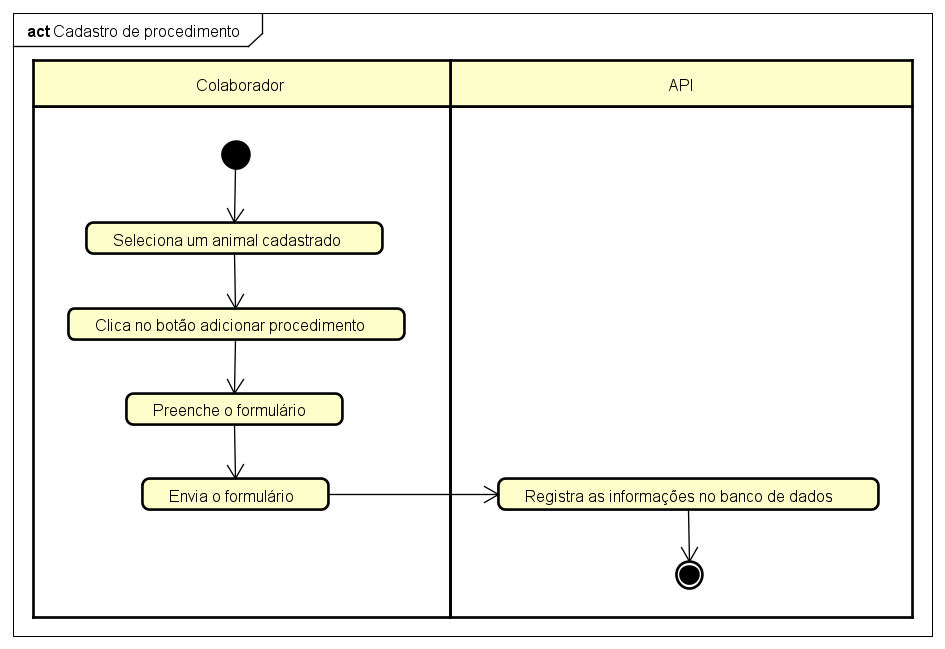 act Cadastro de procedimento
Colaborador
API
Seleciona um animal cadastrado
Clica no botão adicionar procedimento
Preenche o formulário
Envia o formulário
Registra as informações no banco de dados